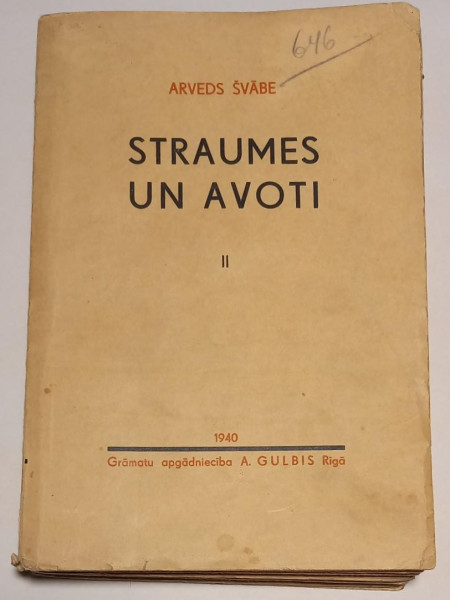 646
ARVEDS ŠVĀBE
STRAUMES
UN AVOTI
II
1940
Grāmatu apgādniecība A. GULBIS Rīgā